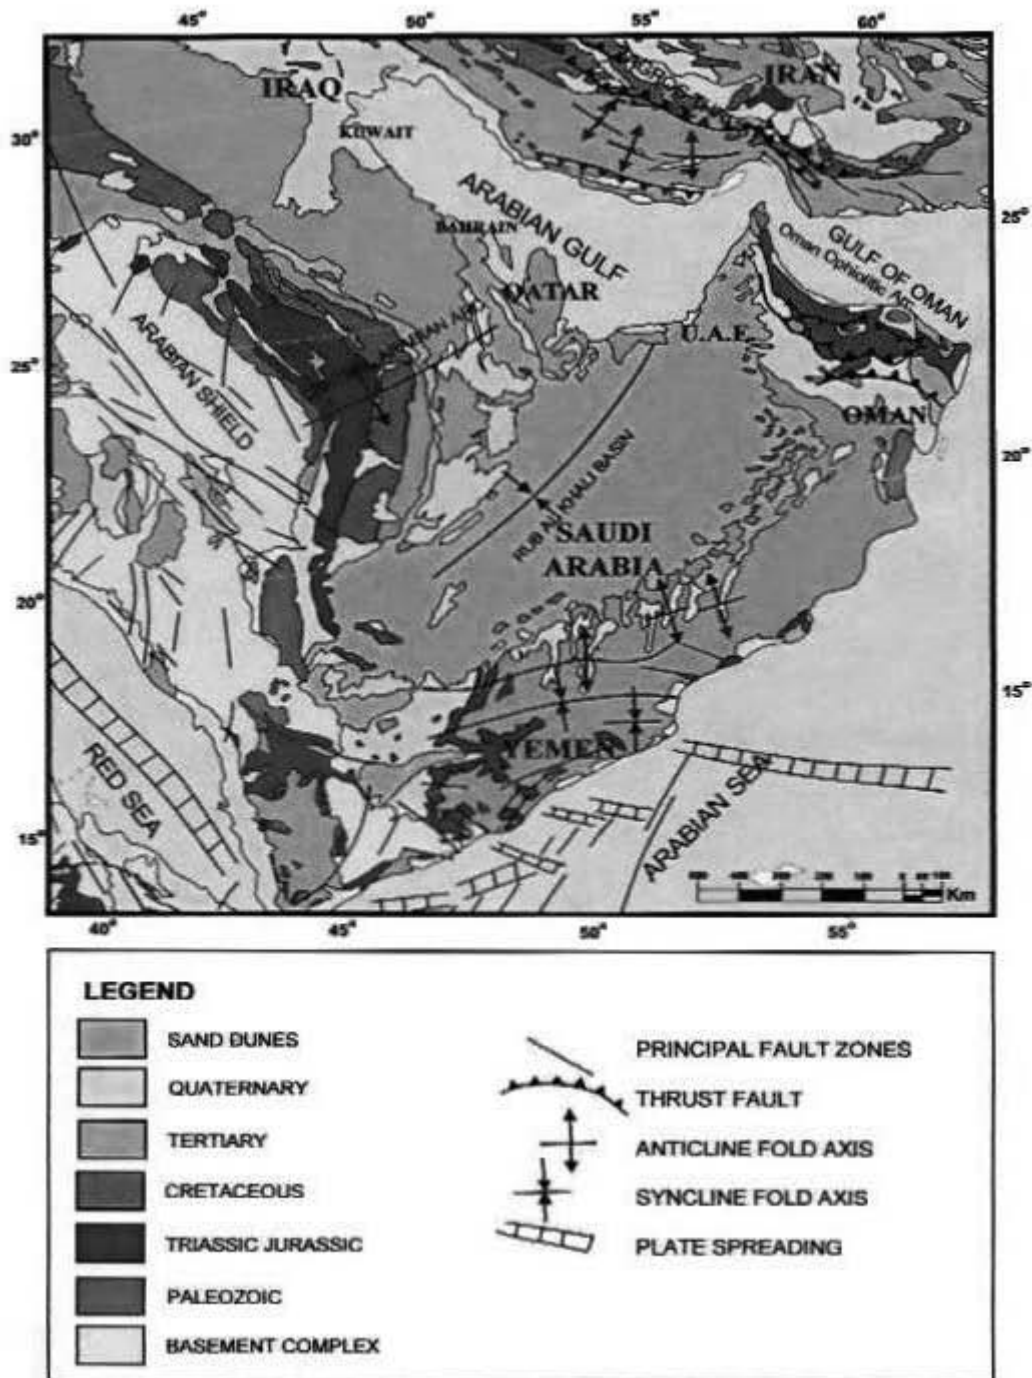 45° 50° 55° 60°
IRAQ
IRAN
KUWAIT
30°
ARABIAN GULF
25°
BAHRAIN
GULF OF OMAN
Oman Ophiolitic Arc
QATAR
ARABIAN SHIELD
U.A.E.
25°
OMAN
20°
RUB AL KHALI BASIN
SAUDI
ARABIA
20°
15°
YEMEN
RED SEA
ARABIAN SEA
15°
Km
40° 45° 50° 55°
LEGEND
SAND DUNES
QUATERNARY
TERTIARY
CRETACEOUS
TRIASSIC JURASSIC
PALEOZOIC
BASEMENT COMPLEX
PRINCIPAL FAULT ZONES
THRUST FAULT
ANTICLINE FOLD AXIS
SYNCLINE FOLD AXIS
PLATE SPREADING